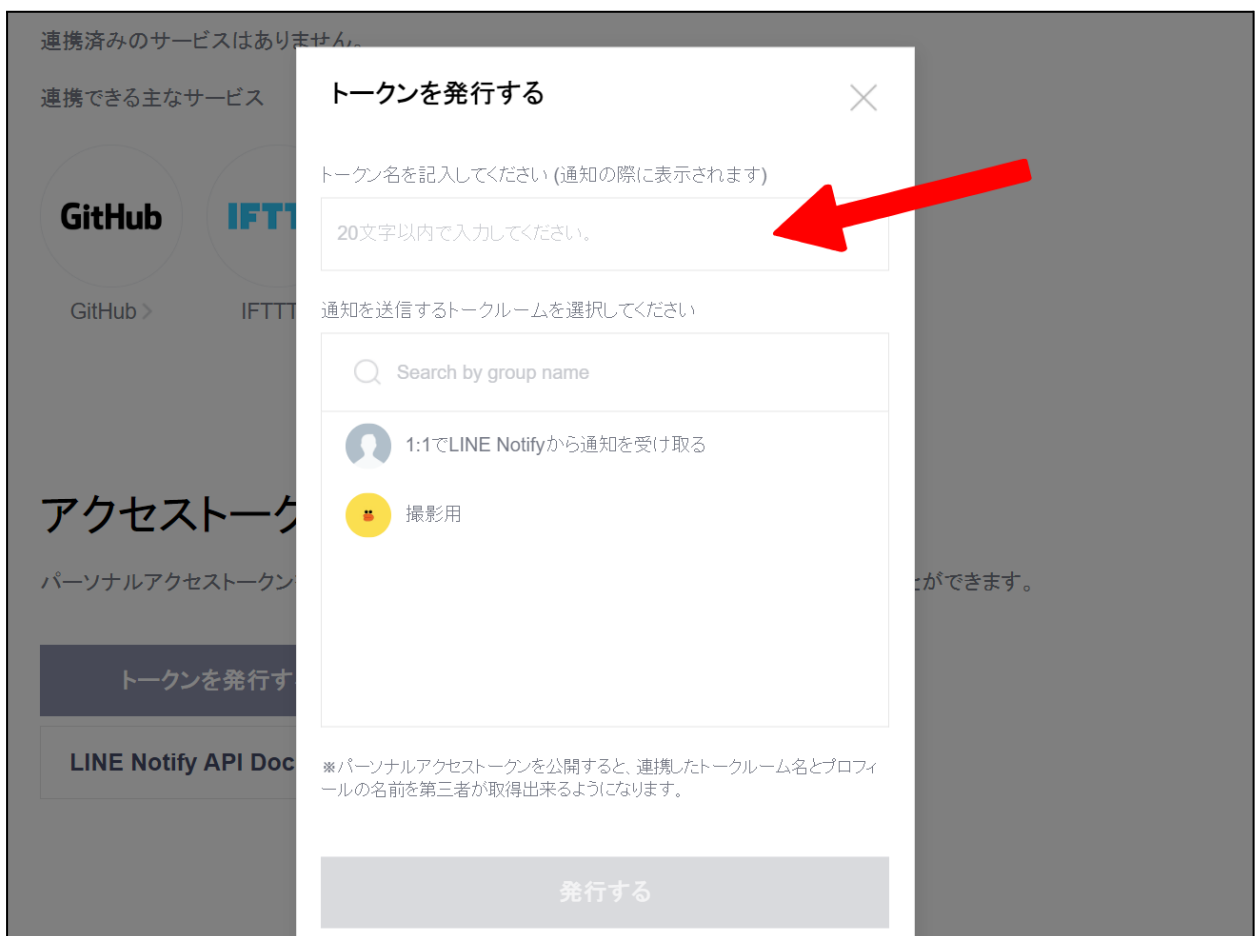 連携済みのサービスはありません。
連携できる主なサービス
トークンを発行する
トークン名を記入してください (通知の際に表示されます)
GitHub
IFTT
20文字以内で入力してください。
GitHub >
IFTTT
通知を送信するトークルームを選択してください
Search by group name
1:1でLINE Notifyから通知を受け取る
撮影用
アクセストーク
パーソナルアクセストークン
とができます。
トークンを発行す
LINE Notify API Doc
※パーソナルアクセストークンを公開すると、連携したトークルーム名とプロフィ
ールの名前を第三者が取得出来るようになります。
発行する